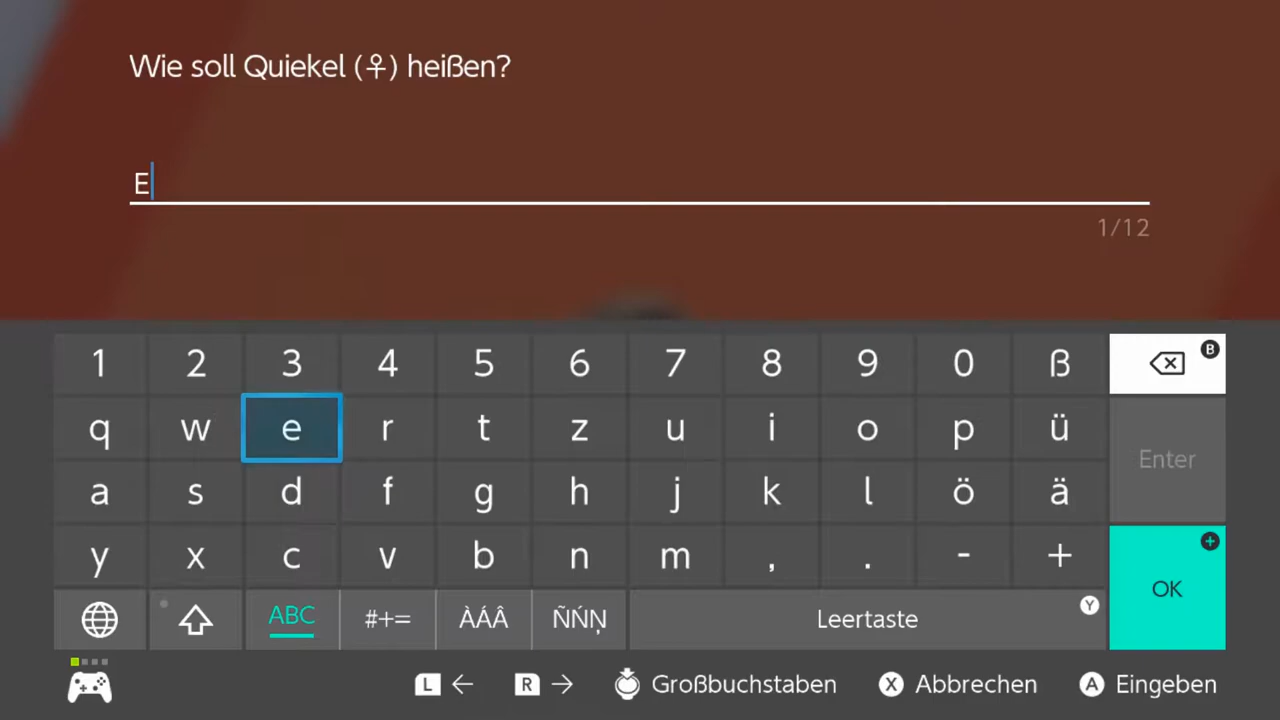 Wie soll Quiekel (♀) heißen?
E
1/12
1 2 3 4 5 6 7 8 9 0 ß B
q w e r t z u i o p ü Enter
a s d f g h j k l ö ä
y x c v b n m , . - + +
ABC #+= ÀÁÂ ÑŃŅ Leertaste Y OK
L ← R → Großbuchstaben X Abbrechen A Eingeben